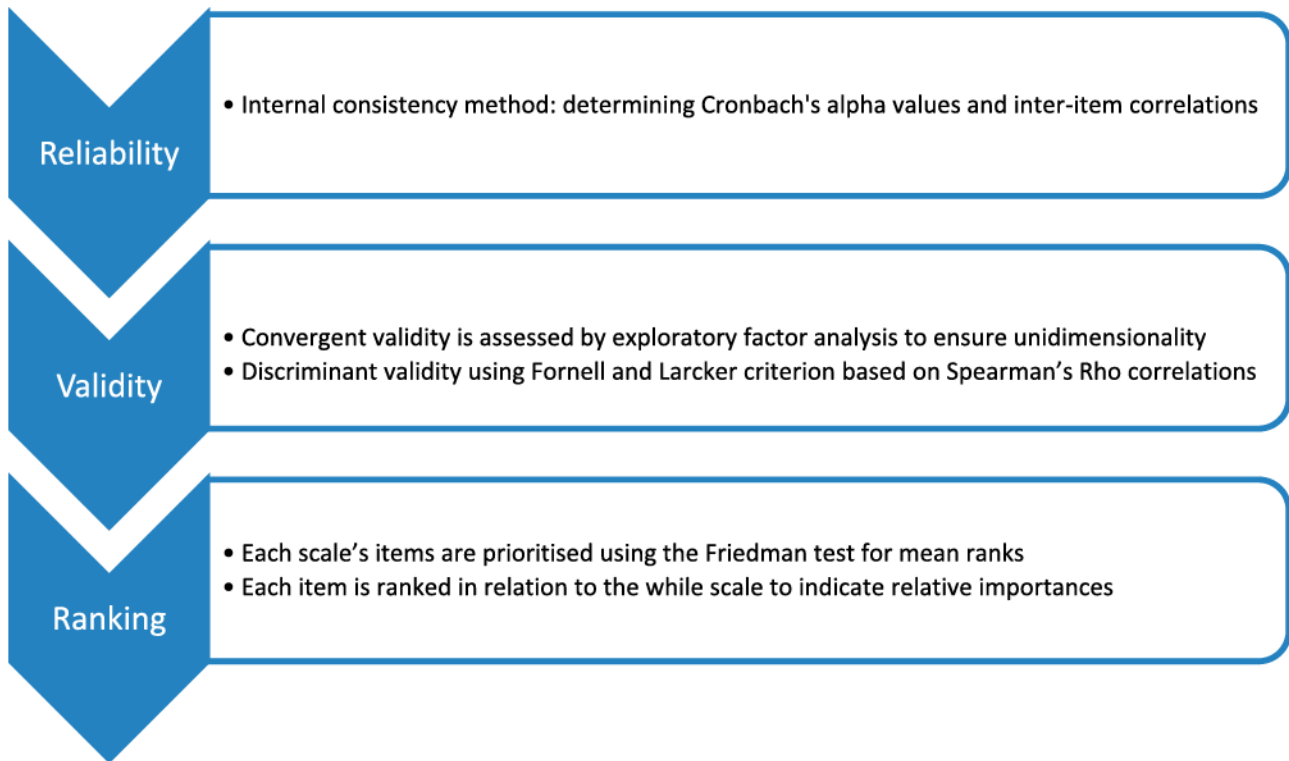 Reliability
• Internal consistency method: determining Cronbach's alpha values and inter-item correlations
Validity
• Convergent validity is assessed by exploratory factor analysis to ensure unidimensionality
• Discriminant validity using Fornell and Larcker criterion based on Spearman’s Rho correlations
Ranking
• Each scale’s items are prioritised using the Friedman test for mean ranks
• Each item is ranked in relation to the while scale to indicate relative importances